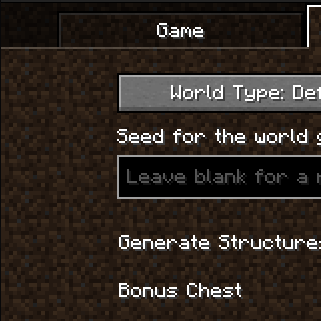 Game
World Type: Def
Seed for the world g
Leave blank for a r
Generate Structures
Bonus Chest